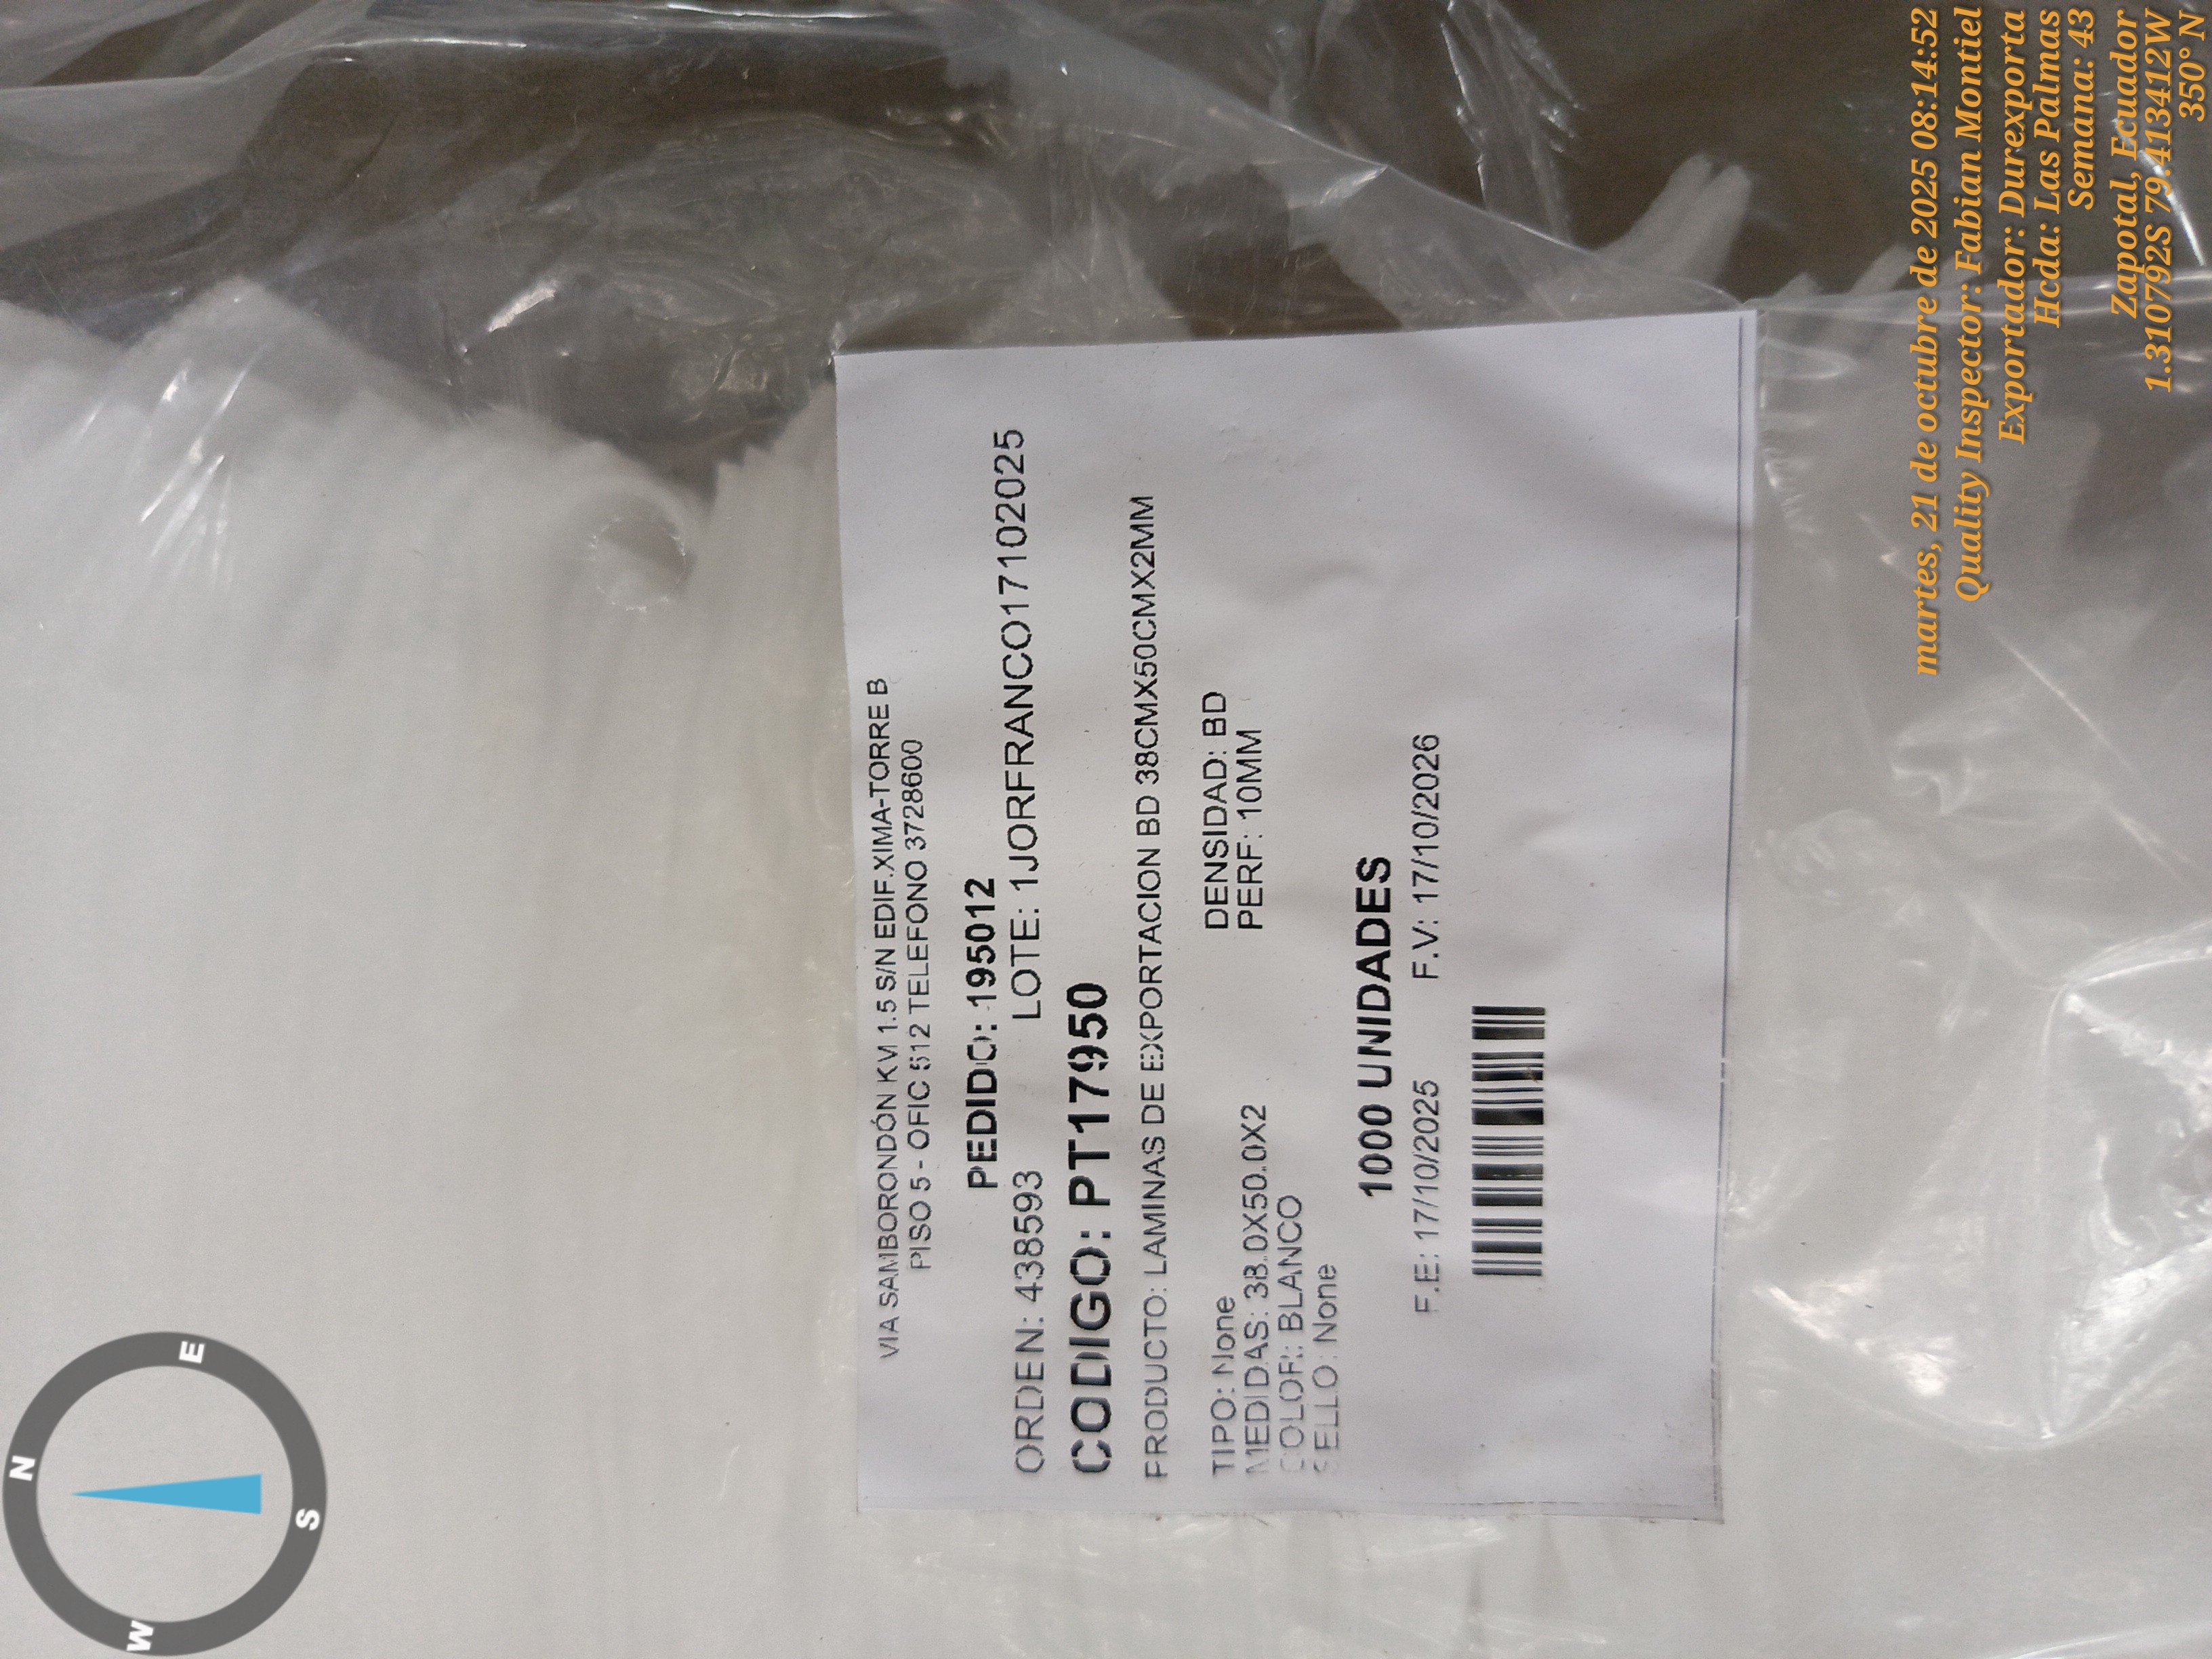 N
W
E
S
VIA SAMBORONDÓN KM 1.5 S/N EDIF.XIMA-TORRE B
PISO 5 - OFIC 512 TELEFONO 3728600
PEDIDO: 195012
ORDEN: 438593 LOTE: 1JORFRANCO17102025
CODIGO: PT17950
PRODUCTO: LAMINAS DE EXPORTACION BD 38CMX50CMX2MM
TIPO: None DENSIDAD: BD
MEDIDAS: 38.0X50.0X2 PERF: 10MM
COLOR: BLANCO
SELLO: None
1000 UNIDADES
F.E: 17/10/2025 F.V: 17/10/2026
martes, 21 de octubre de 2025 08:14:52
Quality Inspector: Fabian Montiel
Exportador: Durexporta
Hcda: Las Palmas
Semana: 43
Zapotal, Ecuador
1.310792S 79.413412W
350° N